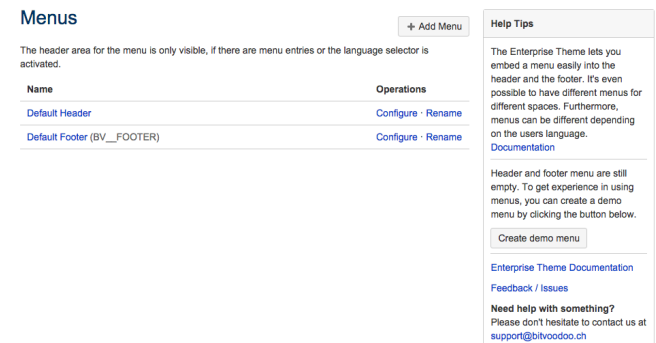 Menus
+ Add Menu
The header area for the menu is only visible, if there are menu entries or the language selector is
activated.
Name Operations
Default Header Configure · Rename
Default Footer (BV__FOOTER) Configure · Rename
Help Tips
The Enterprise Theme lets you
embed a menu easily into the
header and the footer. It's even
possible to have different menus for
different spaces. Furthermore,
menus can be different depending
on the users language.
Documentation
Header and footer menu are still
empty. To get experience in using
menus, you can create a demo
menu by clicking the button below.
Create demo menu
Enterprise Theme Documentation
Feedback / Issues
Need help with something?
Please don't hesitate to contact us at
support@bitvoodoo.ch